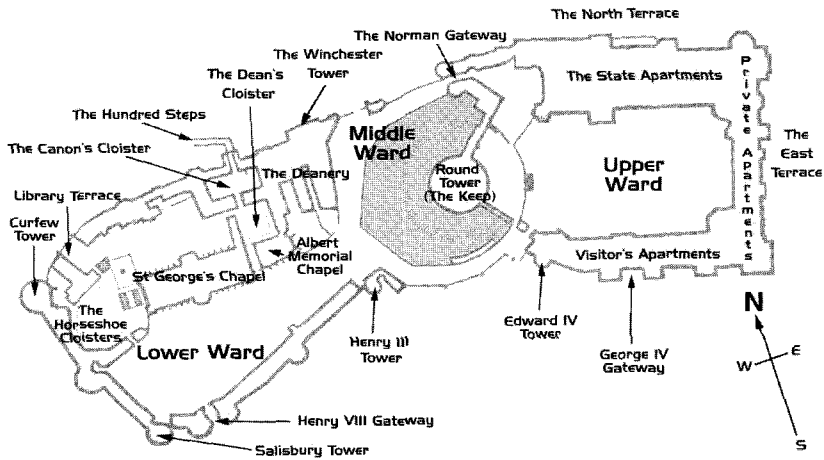 The North Terrace
The Norman Gateway
The Winchester
Tower
The Dean's
Cloister
The State Apartments
Private Apartments
The Hundred Steps
Middle
Ward
The Canon's Cloister
The Deanery
The
East
Terrace
Upper
Ward
Round
Tower
(The Keep)
Library Terrace
Curfew
Tower
Albert
Memorial
Chapel
Visitor's Apartments
St George's Chapel
The
Horseshoe
Cloisters
N
Edward IV
Tower
Henry III
Tower
Lower Ward
George IV
Gateway
W
E
Henry VIII Gateway
Salisbury Tower
S